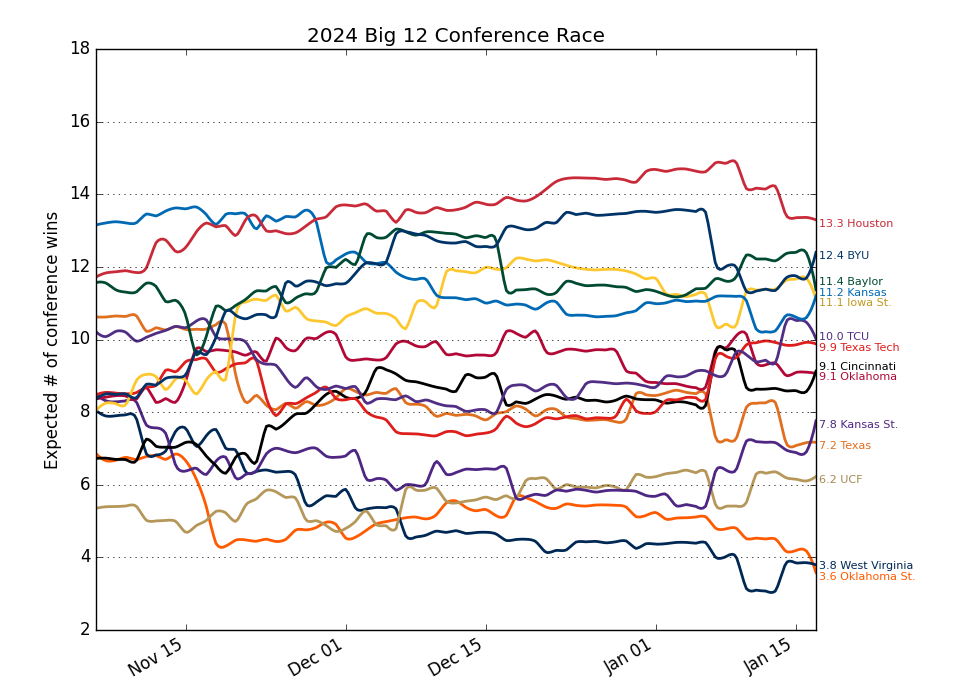 2024 Big 12 Conference Race
Expected # of conference wins
18
16
14
12
10
8
6
4
2
Nov 15
Dec 01
Dec 15
Jan 01
Jan 15
13.3 Houston
12.4 BYU
11.4 Baylor
11.2 Kansas
11.1 Iowa St.
10.0 TCU
9.9 Texas Tech
9.1 Cincinnati
9.1 Oklahoma
7.8 Kansas St.
7.2 Texas
6.2 UCF
3.8 West Virginia
3.6 Oklahoma St.